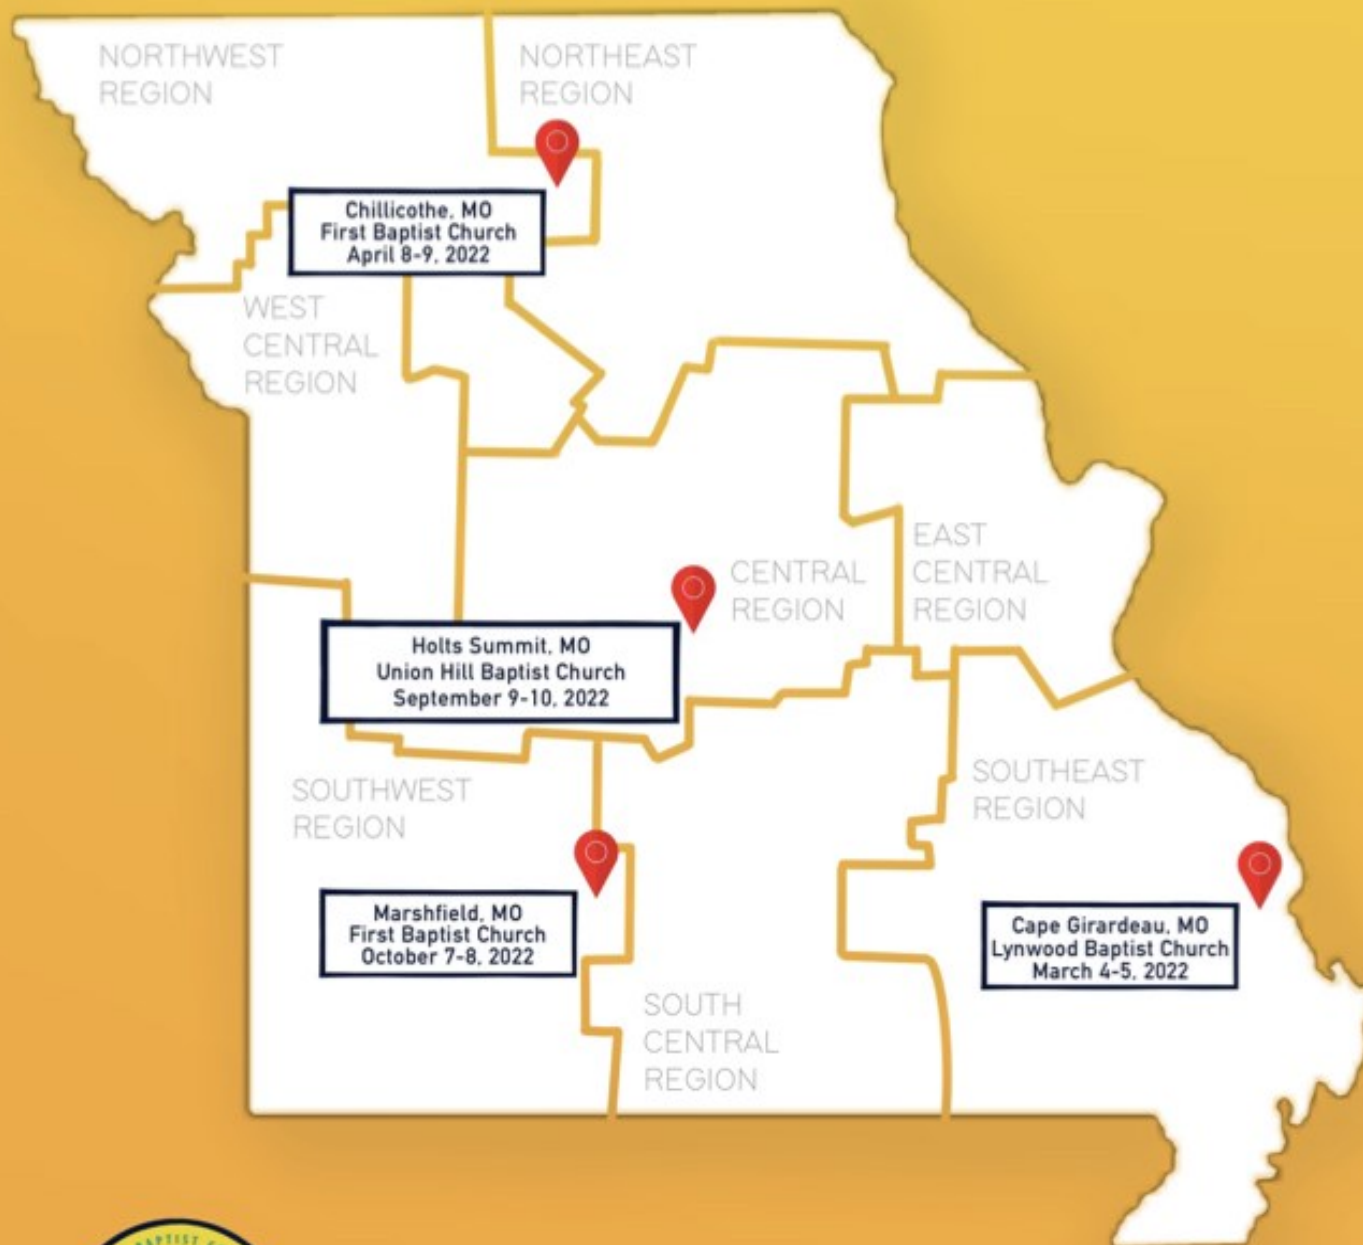 NORTHWEST
REGION
NORTHEAST
REGION
Chillicothe, MO
First Baptist Church
April 8-9, 2022
WEST
CENTRAL
REGION
EAST
CENTRAL
REGION
CENTRAL
REGION
Holts Summit, MO
Union Hill Baptist Church
September 9-10, 2022
SOUTHWEST
REGION
SOUTHEAST
REGION
Marshfield, MO
First Baptist Church
October 7-8, 2022
Cape Girardeau, MO
Lynwood Baptist Church
March 4-5, 2022
SOUTH
CENTRAL
REGION
BAPTIST